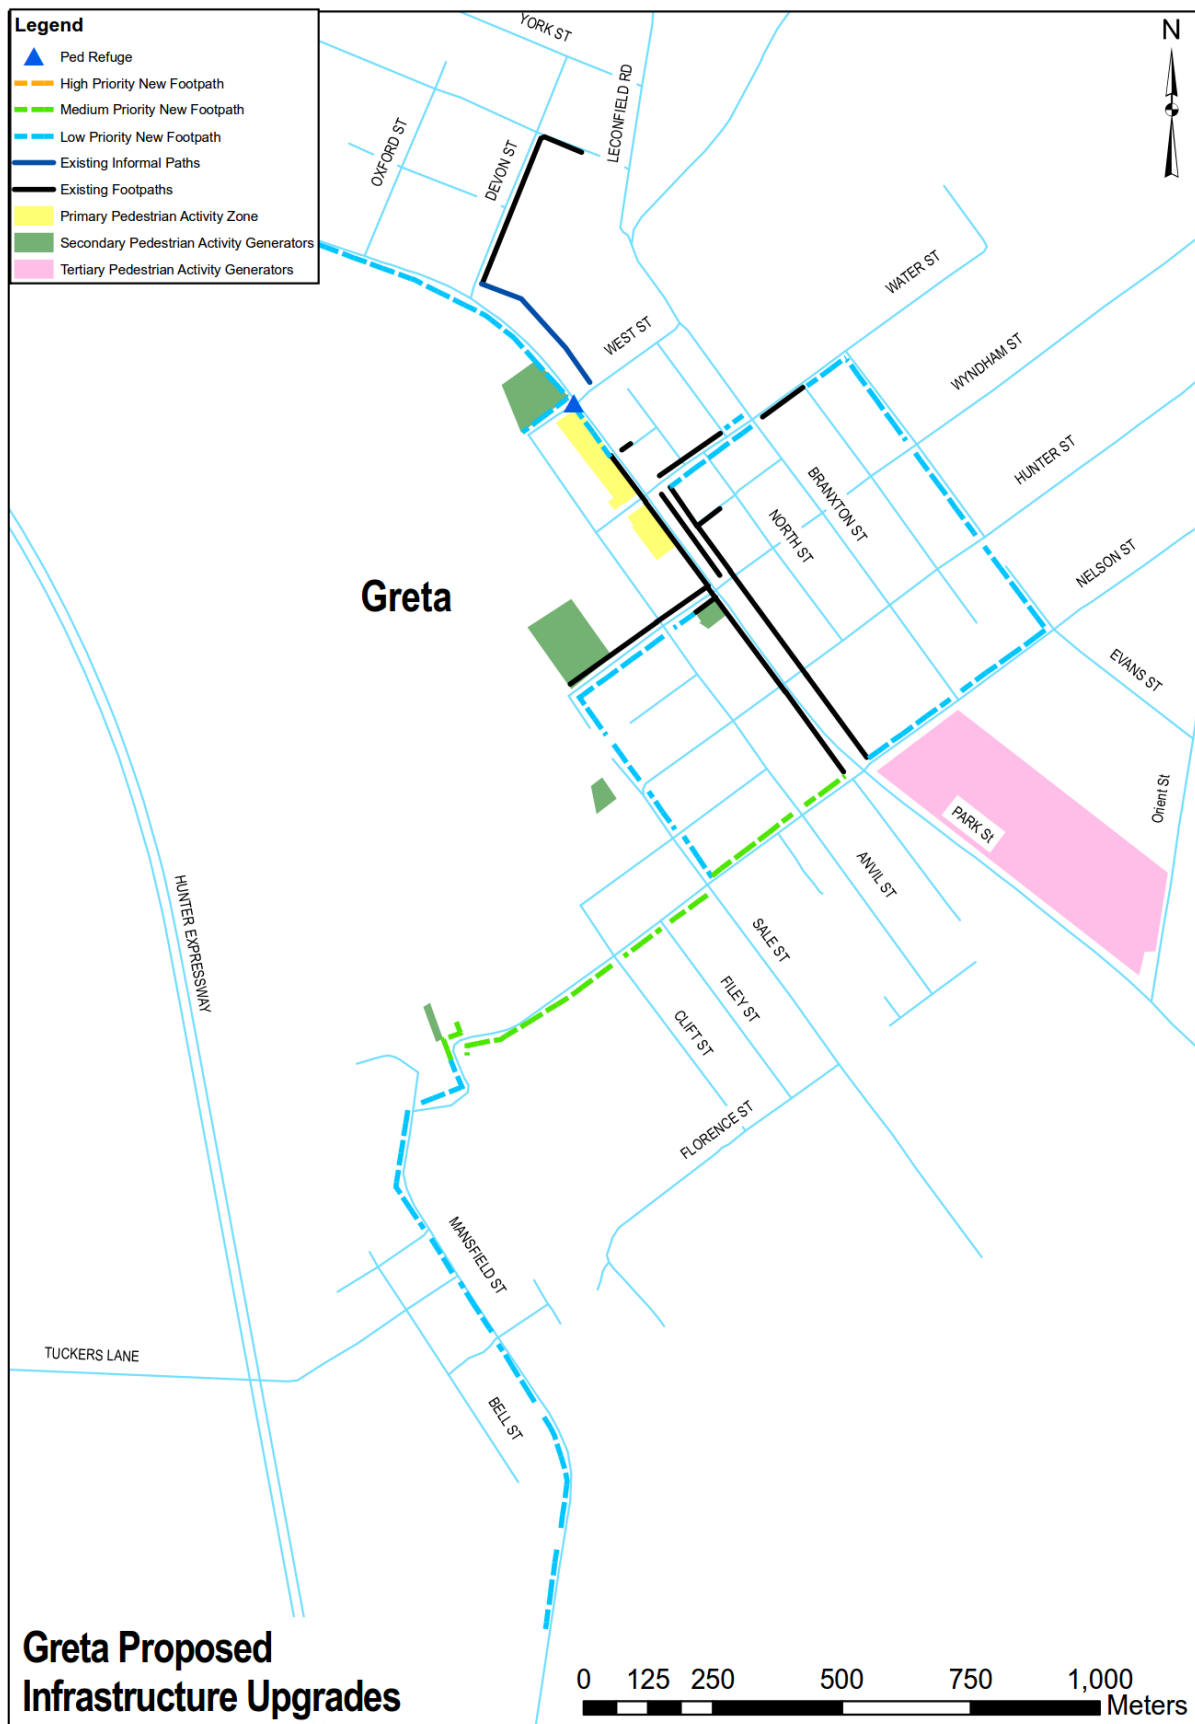 Legend
Ped Refuge
High Priority New Footpath
Medium Priority New Footpath
Low Priority New Footpath
Existing Informal Paths
Existing Footpaths
Primary Pedestrian Activity Zone
Secondary Pedestrian Activity Generators
Tertiary Pedestrian Activity Generators
N
YORK ST
LECONFIELD RD
OXFORD ST
DEVON ST
WATER ST
WEST ST
WYNDHAM ST
HUNTER ST
BRANXTON ST
NORTH ST
NELSON ST
Greta
EVANS ST
Orient St
PARK St
ANVIL ST
HUNTER EXPRESSWAY
SALE ST
FILEY ST
CLIFT ST
FLORENCE ST
MANSFIELD ST
TUCKERS LANE
BELL ST
Greta Proposed
Infrastructure Upgrades
0 125 250 500 750 1,000
Meters